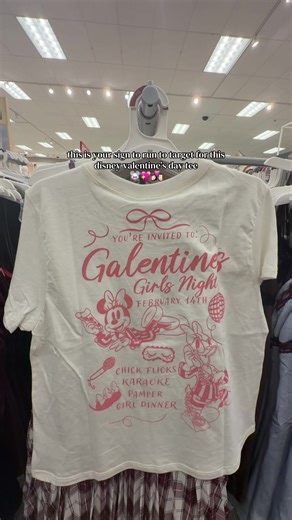 this is your sign to run to target for this
disney valentine's day tee
YOU'RE INVITED TO:
Galentines
Girls Night
FEBRUARY 14TH
CHICK FLICKS
KARAOKE
PAMPER
GIRL DINNER